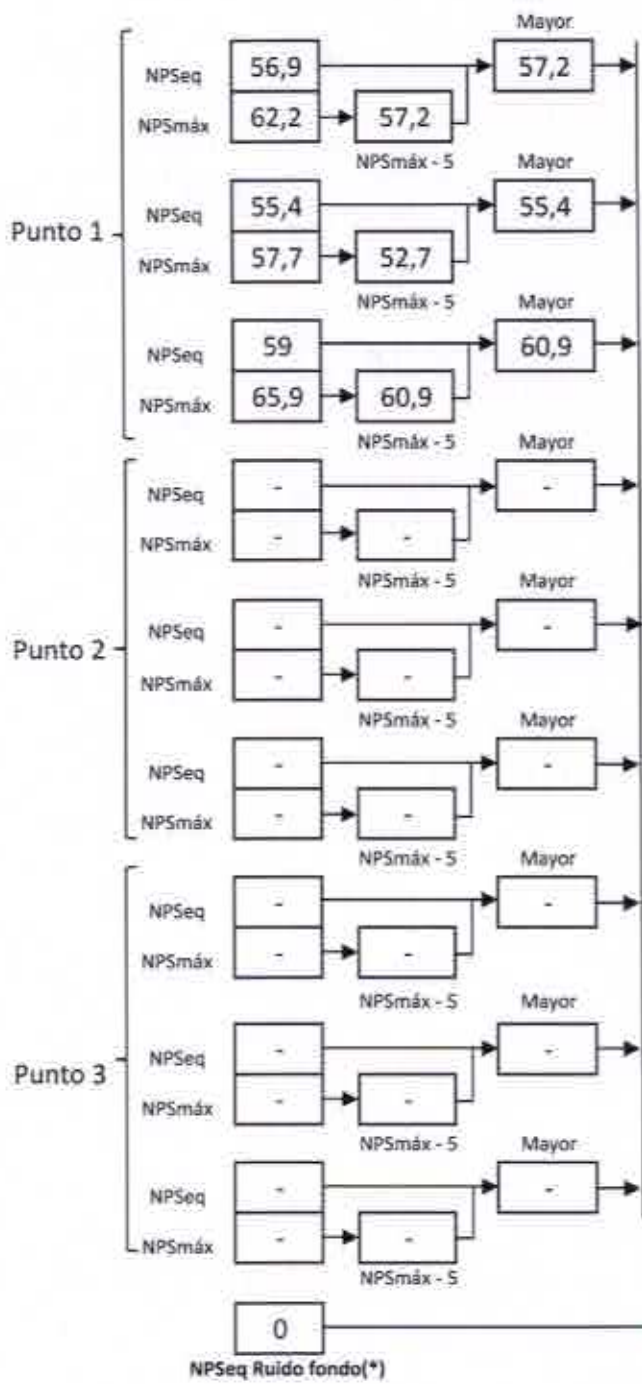 Mayor
NPSeq 56,9 57,2
NPSmáx 62,2 57,2
NPSmáx - 5 Mayor
Punto 1 NPSeq 55,4 55,4
NPSmáx 57,7 52,7
NPSmáx - 5 Mayor
NPSeq 59 60,9
NPSmáx 65,9 60,9
NPSmáx - 5 Mayor
NPSeq - -
NPSmáx - -
NPSmáx - 5 Mayor
Punto 2 NPSeq - -
NPSmáx - -
NPSmáx - 5 Mayor
NPSeq - -
NPSmáx - -
NPSmáx - 5 Mayor
NPSeq - -
NPSmáx - -
NPSmáx - 5 Mayor
Punto 3 NPSeq - -
NPSmáx - -
NPSmáx - 5 Mayor
NPSeq - -
NPSmáx - -
NPSmáx - 5
0
NPSeq Ruido fondo(*)